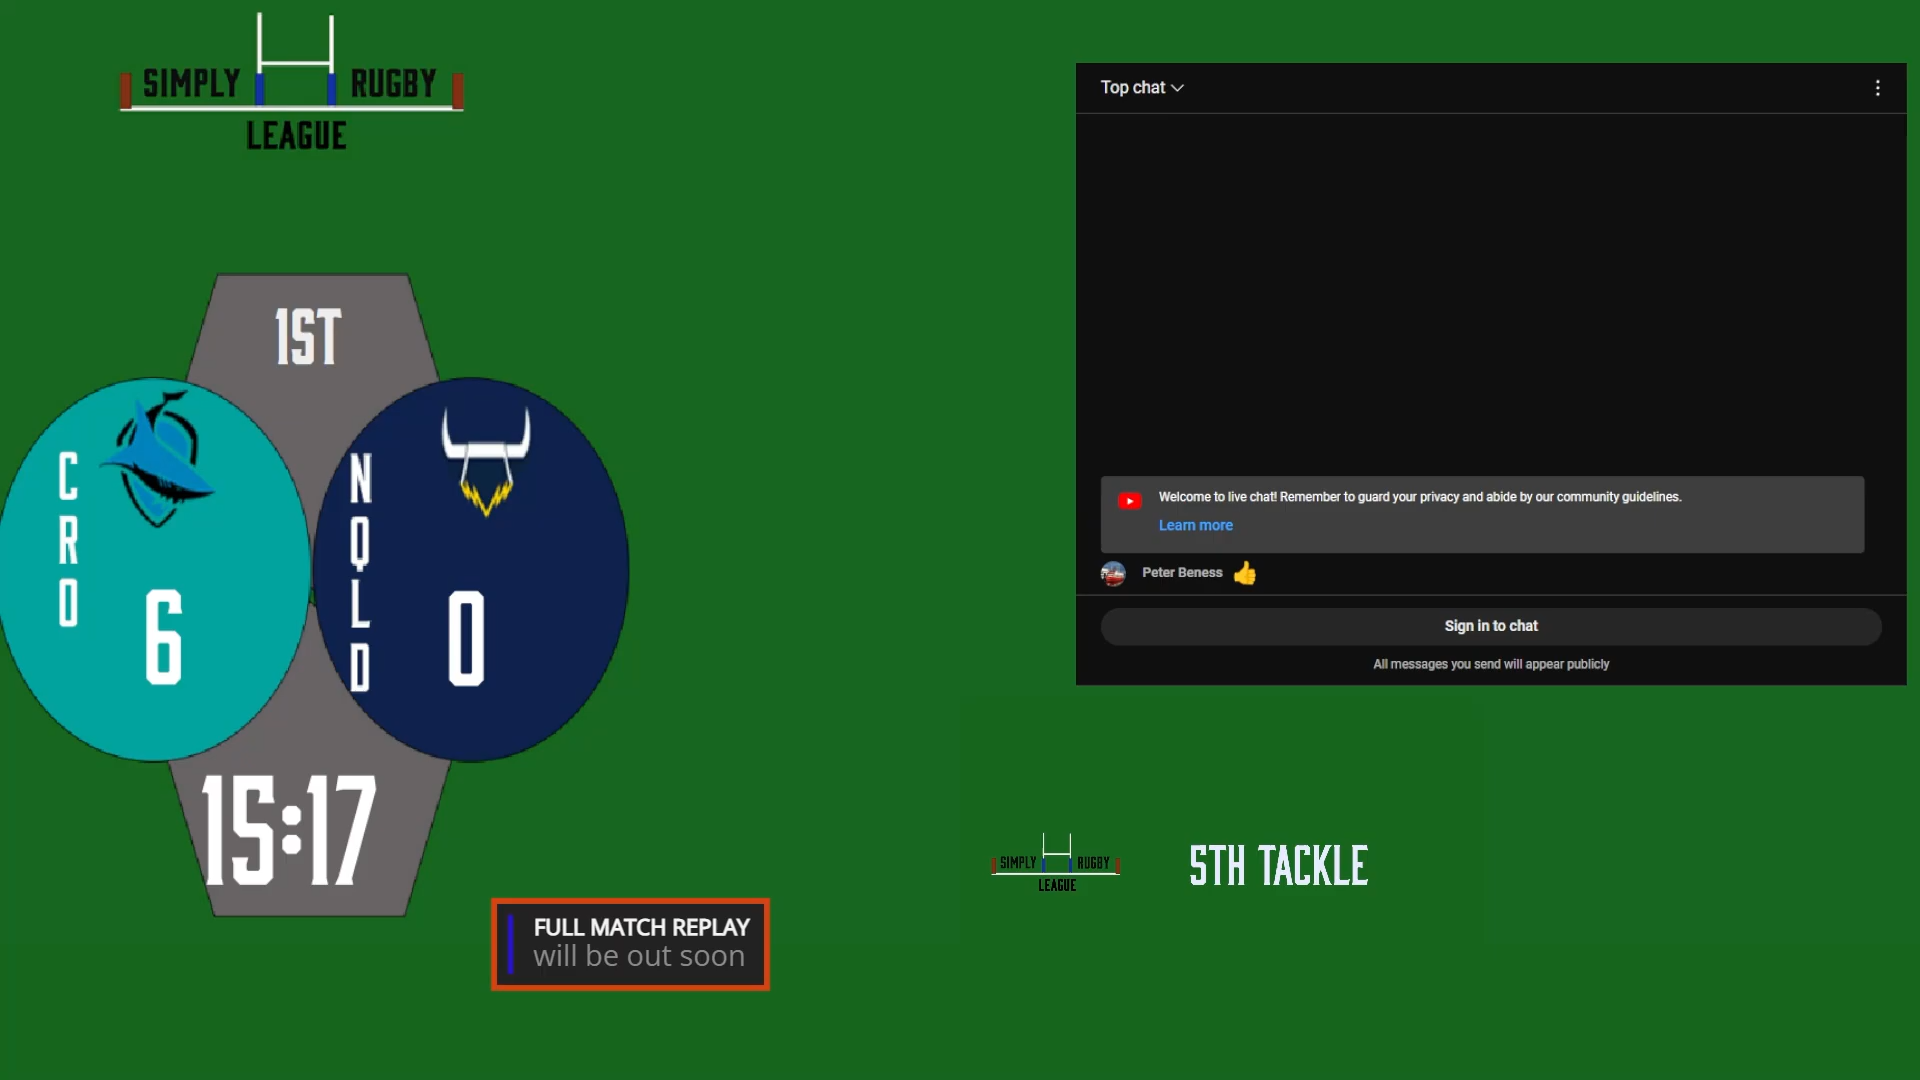 SIMPLY RUGBY
LEAGUE
1ST
CRO
6
NQLD
0
15:17
FULL MATCH REPLAY
will be out soon
Top chat
Welcome to live chat! Remember to guard your privacy and abide by our community guidelines.
Learn more
Peter Beness 👍
Sign in to chat
All messages you send will appear publicly
SIMPLY RUGBY
LEAGUE
5TH TACKLE